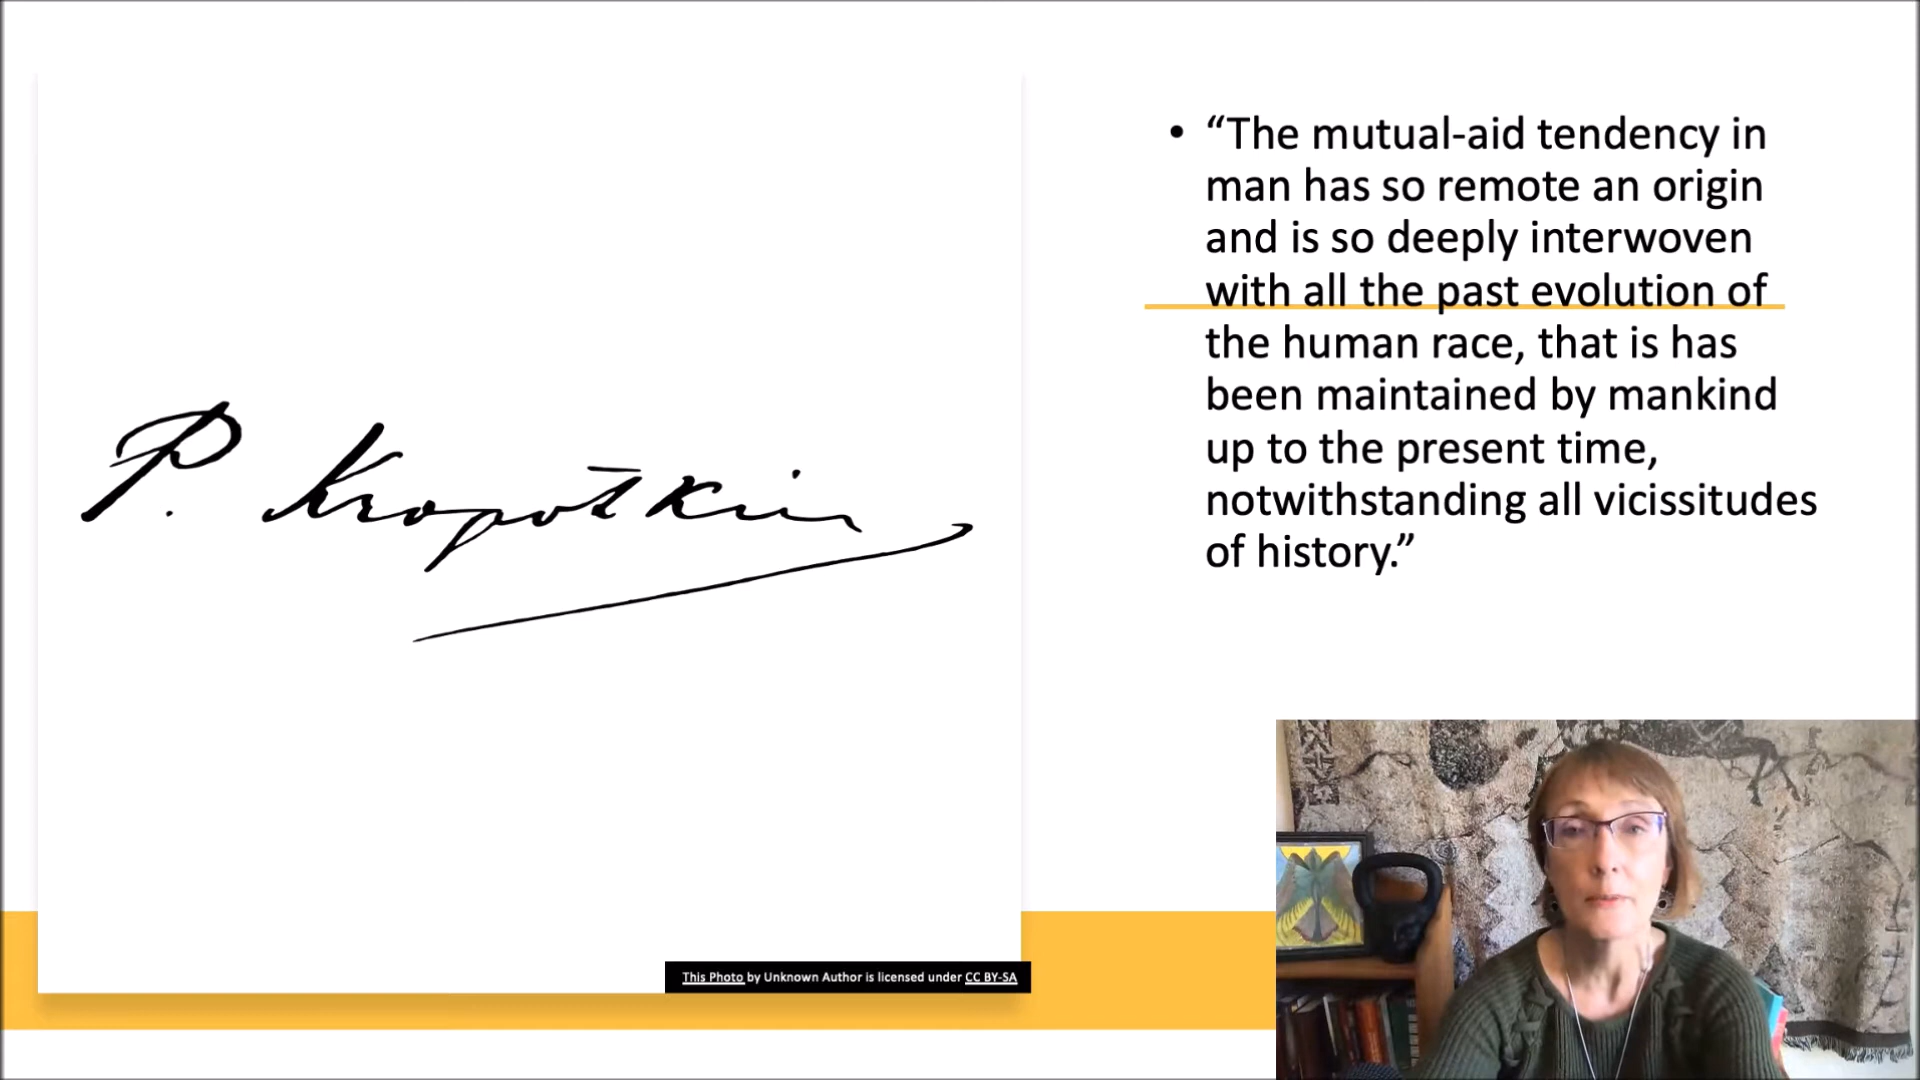 P. Kropotkin
• “The mutual-aid tendency in
man has so remote an origin
and is so deeply interwoven
with all the past evolution of
the human race, that is has
been maintained by mankind
up to the present time,
notwithstanding all vicissitudes
of history.”
This Photo by Unknown Author is licensed under CC BY-SA